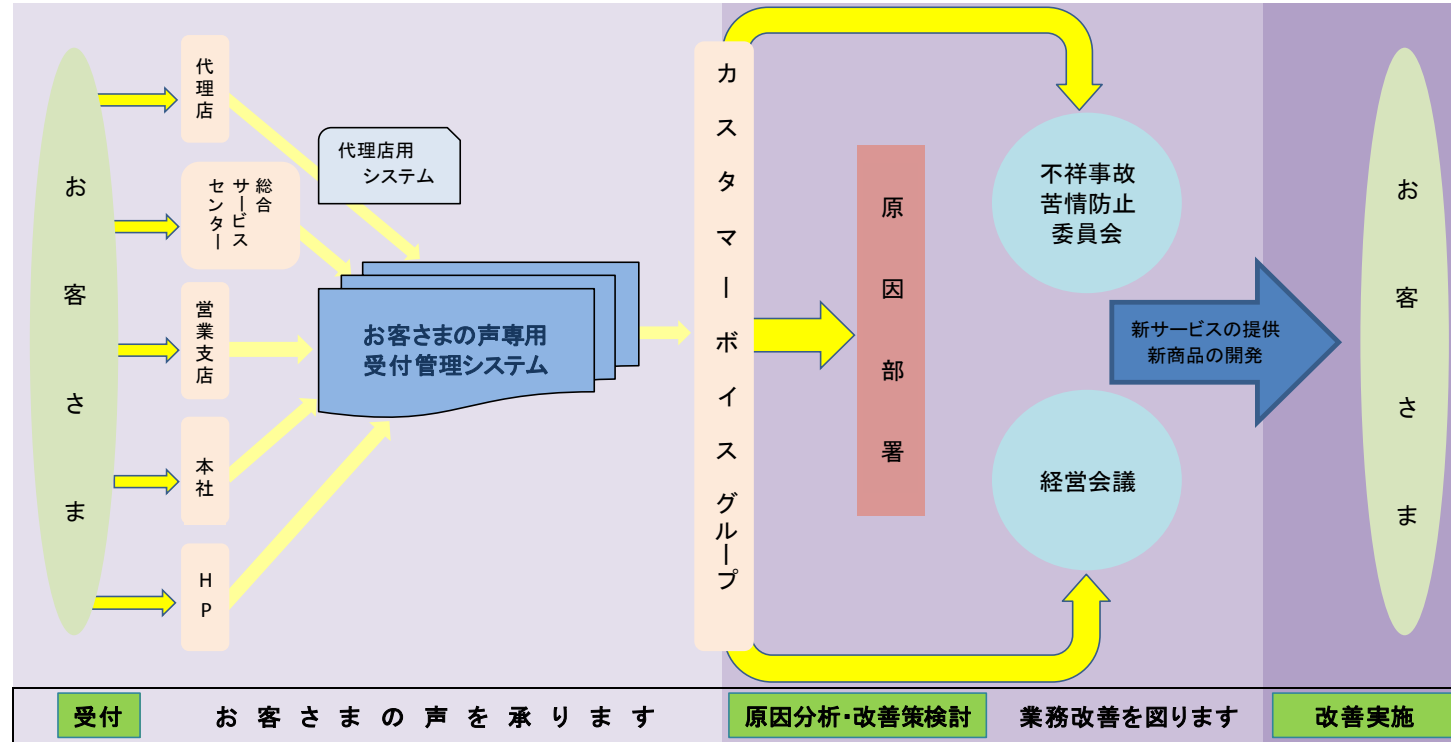 お客さま
代理店
総合
サービス
センター
営業支店
本社
HP
代理店用
システム
お客さまの声専用
受付管理システム
カスタマーボイスグループ
原因部署
不祥事故
苦情防止
委員会
経営会議
新サービスの提供
新商品の開発
お客さま
受付
お客さまの声を承ります
原因分析・改善策検討
業務改善を図ります
改善実施